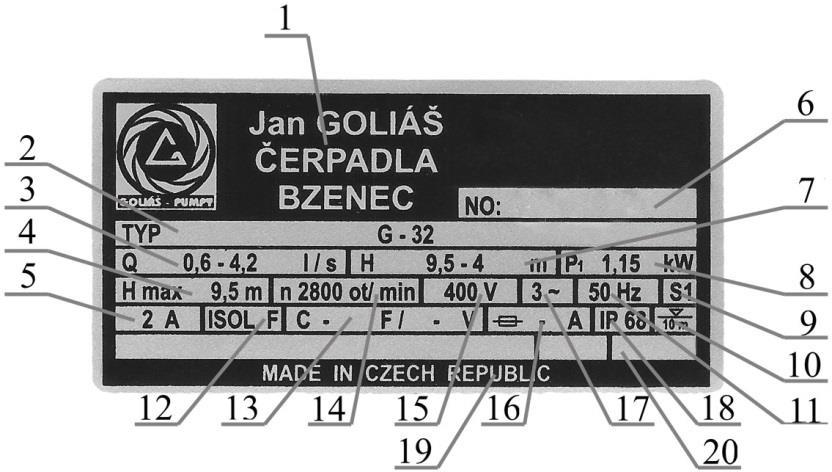 1
2
3
4
5
6
7
8
9
10
11
12
13
14
15
16
17
18
19
20
Jan GOLIÁŠ
ČERPADLA
BZENEC
GOLIÁŠ - PUMPY
NO:
TYP G - 32
Q 0,6 - 4,2 l / s H 9,5 - 4 m P₁ 1,15 kW
H max 9,5 m n 2800 ot/ min 400 V 3 ~ 50 Hz S1
2 A ISOL F C - F / - V - A IP 68 10 m
MADE IN CZECH REPUBLIC